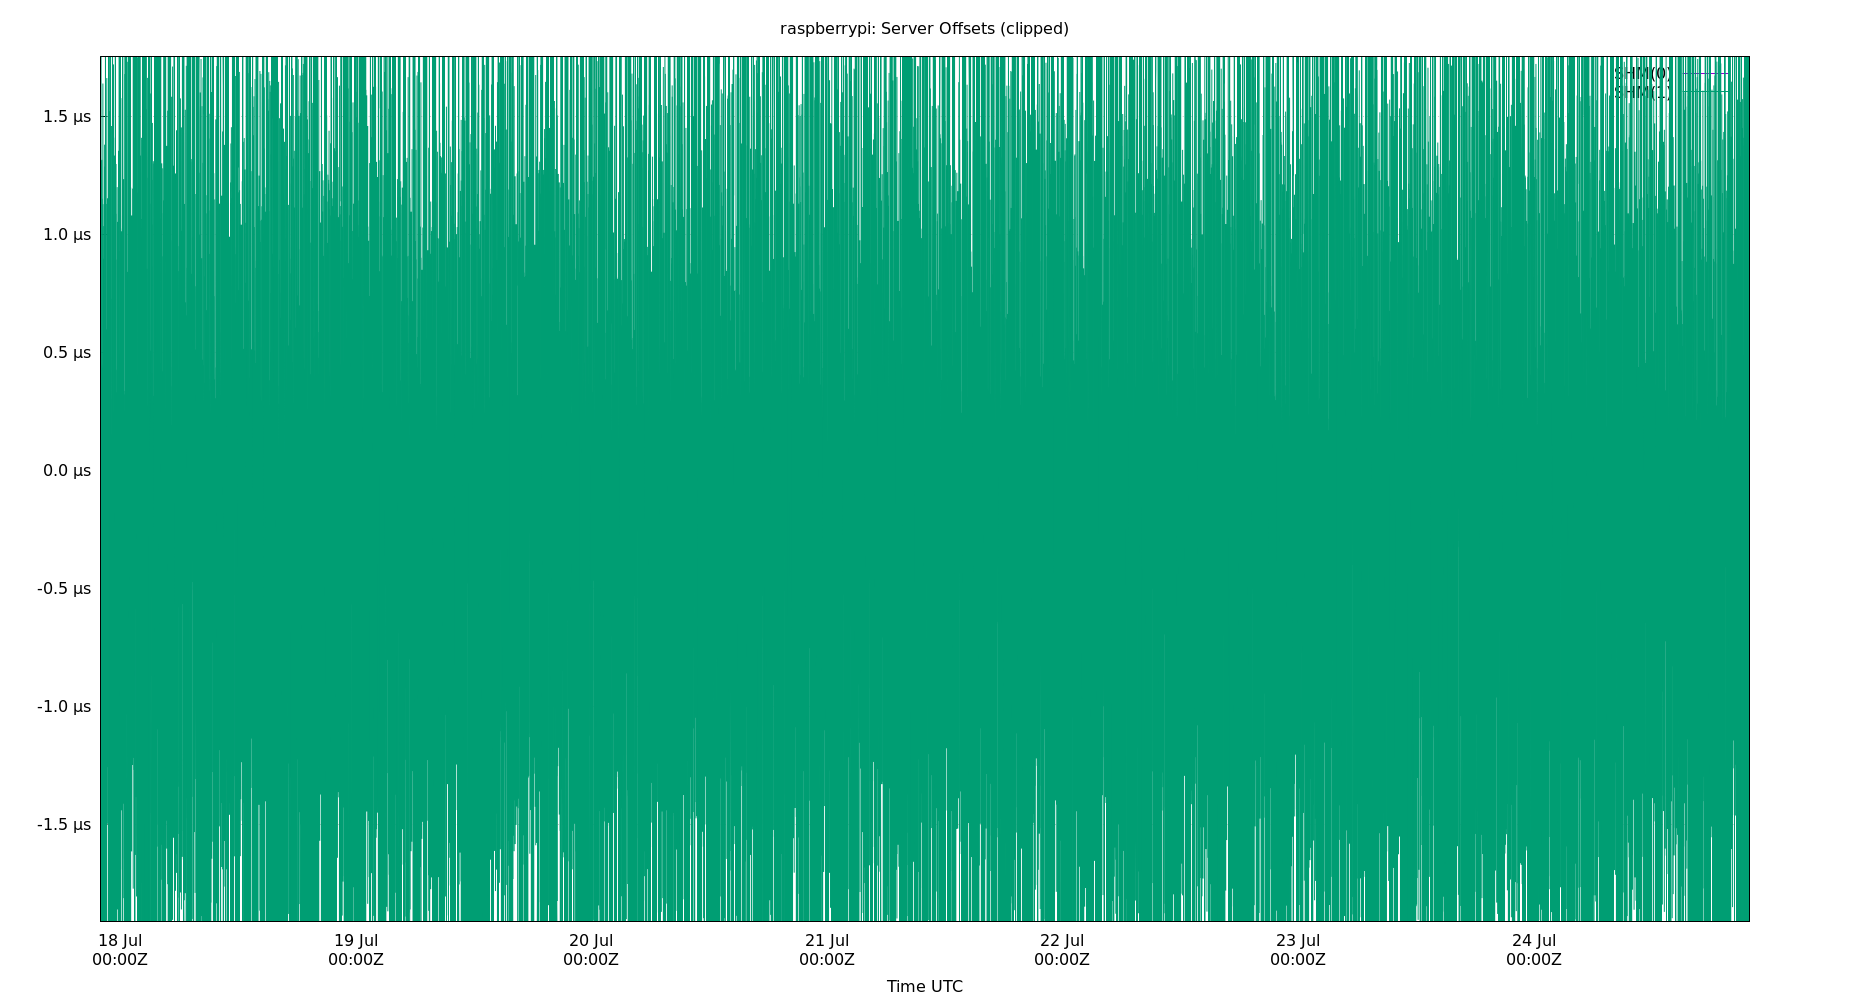 raspberrypi: Server Offsets (clipped)
SHM(0)
SHM(1)
1.5 µs
1.0 µs
0.5 µs
0.0 µs
-0.5 µs
-1.0 µs
-1.5 µs
18 Jul 19 Jul 20 Jul 21 Jul 22 Jul 23 Jul 24 Jul
00:00Z 00:00Z 00:00Z 00:00Z 00:00Z 00:00Z 00:00Z
Time UTC